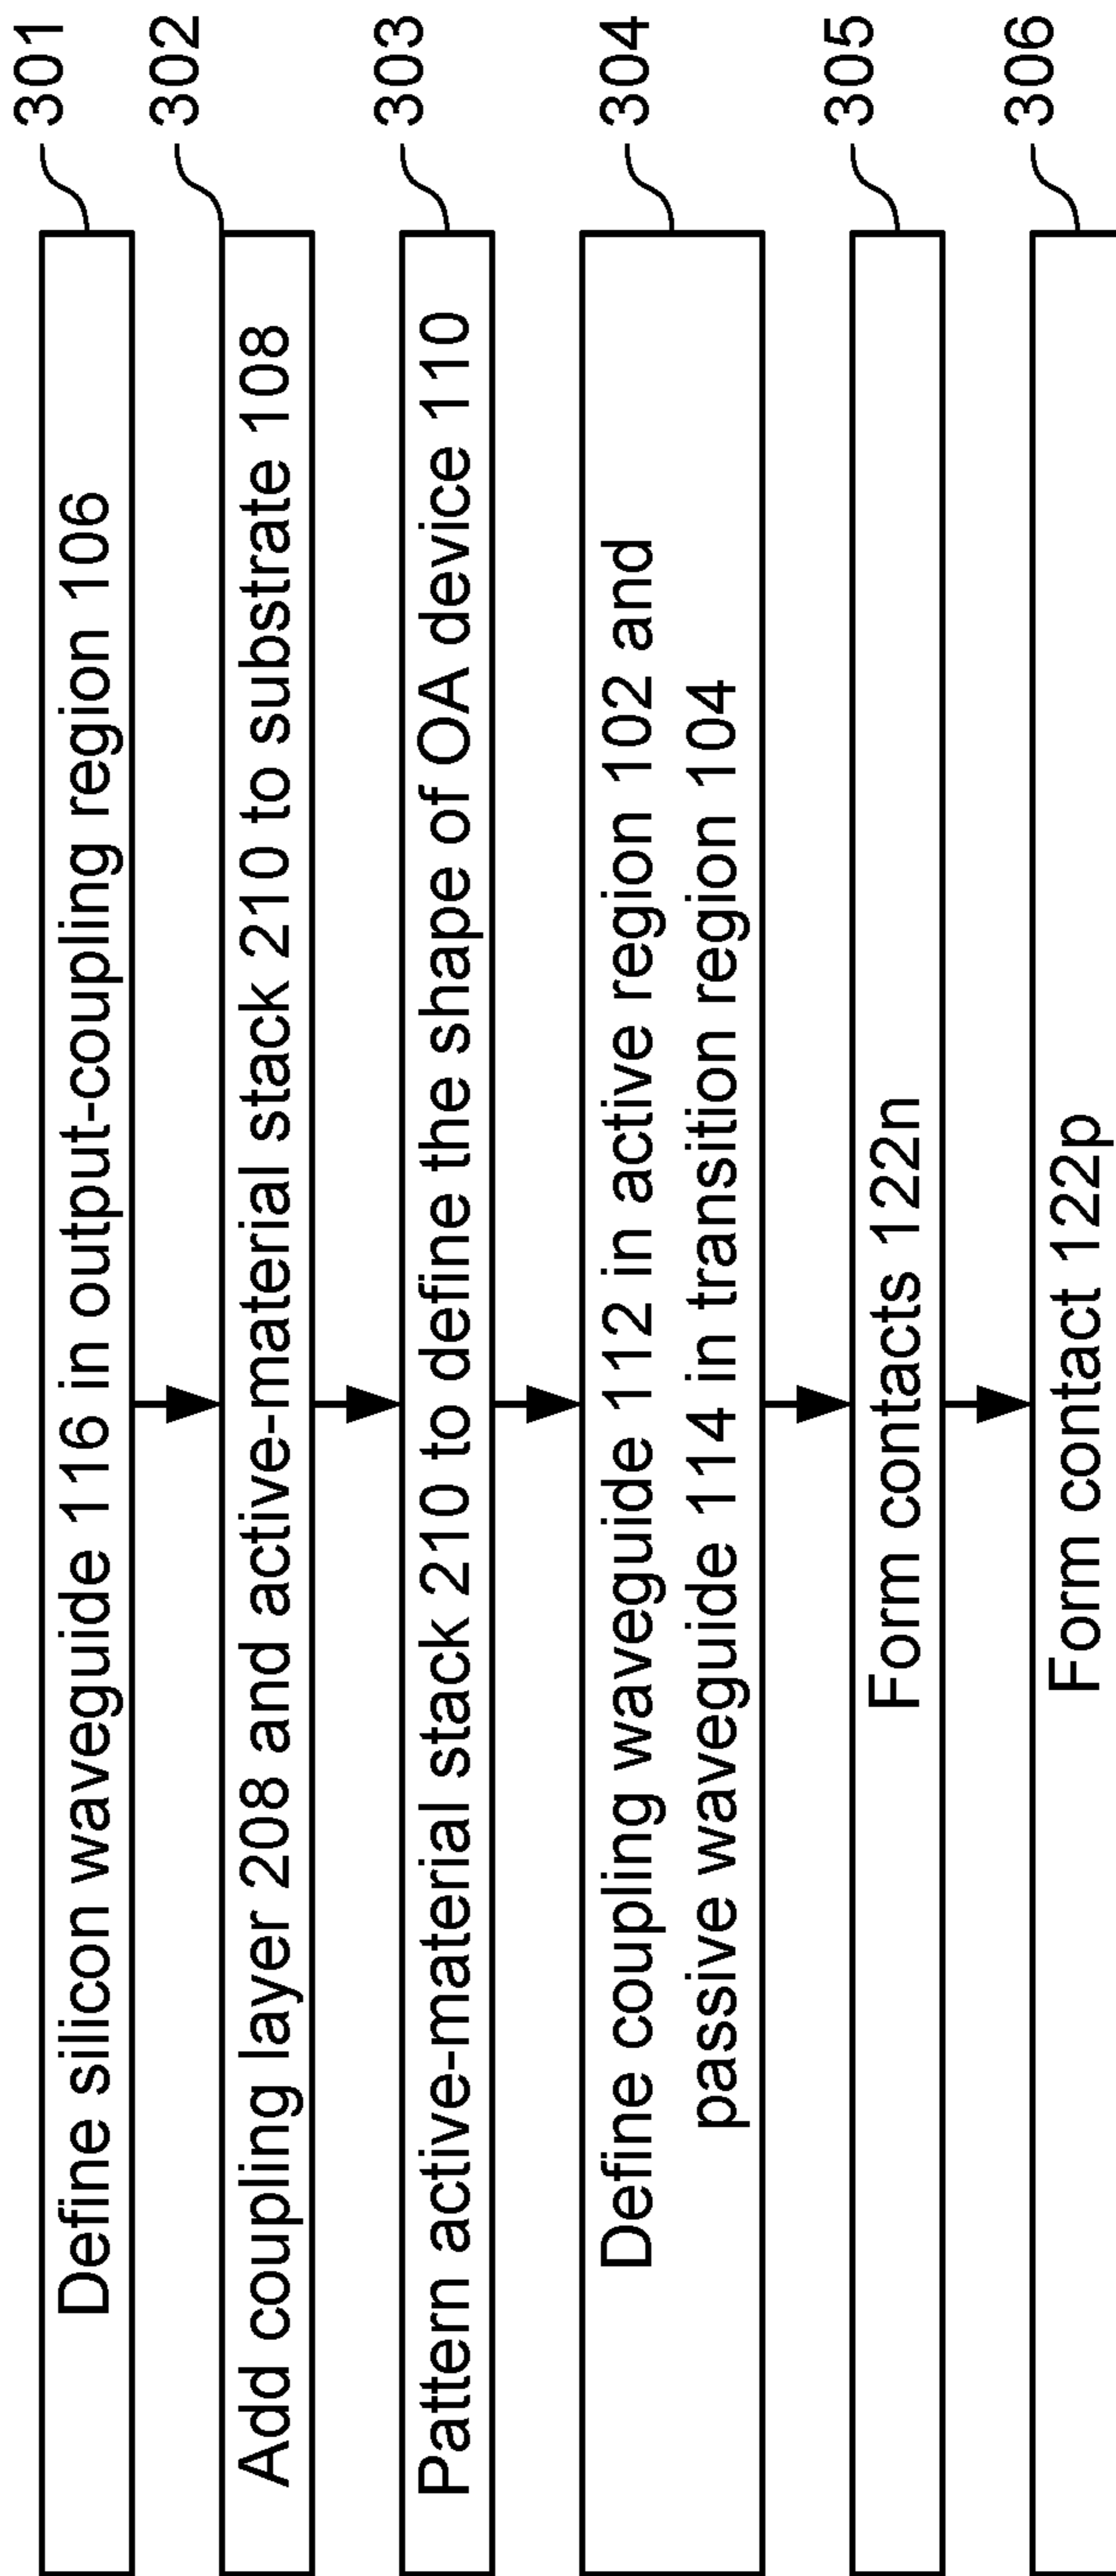 301
Define silicon waveguide 116 in output-coupling region 106
302
Add coupling layer 208 and active-material stack 210 to substrate 108
303
Pattern active-material stack 210 to define the shape of OA device 110
304
Define coupling waveguide 112 in active region 102 and
passive waveguide 114 in transition region 104
305
Form contacts 122n
306
Form contact 122p